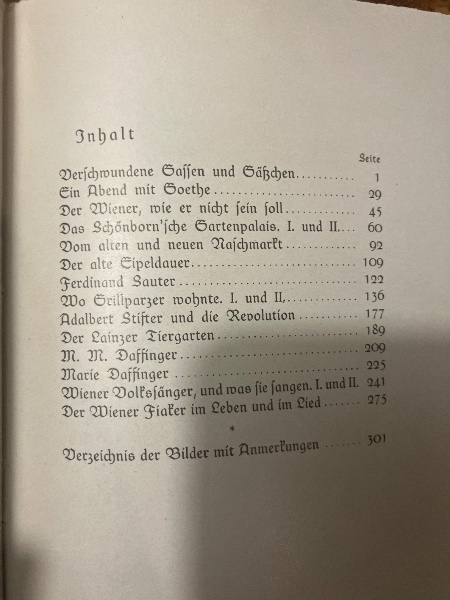 Inhalt
Seite
Verschwundene Gassen und Gäßchen........... 1
Ein Abend mit Goethe........................ 29
Der Wiener, wie er nicht sein soll............ 45
Das Schönborn'sche Gartenpalais. I. und II.... 60
Vom alten und neuen Naschmarkt............ 92
Der alte Eipeldauer............................ 109
Ferdinand Sauter............................ 122
Wo Grillparzer wohnte. I. und II,............ 136
Adalbert Stifter und die Revolution.......... 177
Der Lainzer Tiergarten........................ 189
M. M. Daffinger............................ 209
Marie Daffinger............................ 225
Wiener Volksänger, und was sie sangen. I. und II. 241
Der Wiener Fiaker im Leben und im Lied...... 275
*
Verzeichnis der Bilder mit Anmerkungen....... 301